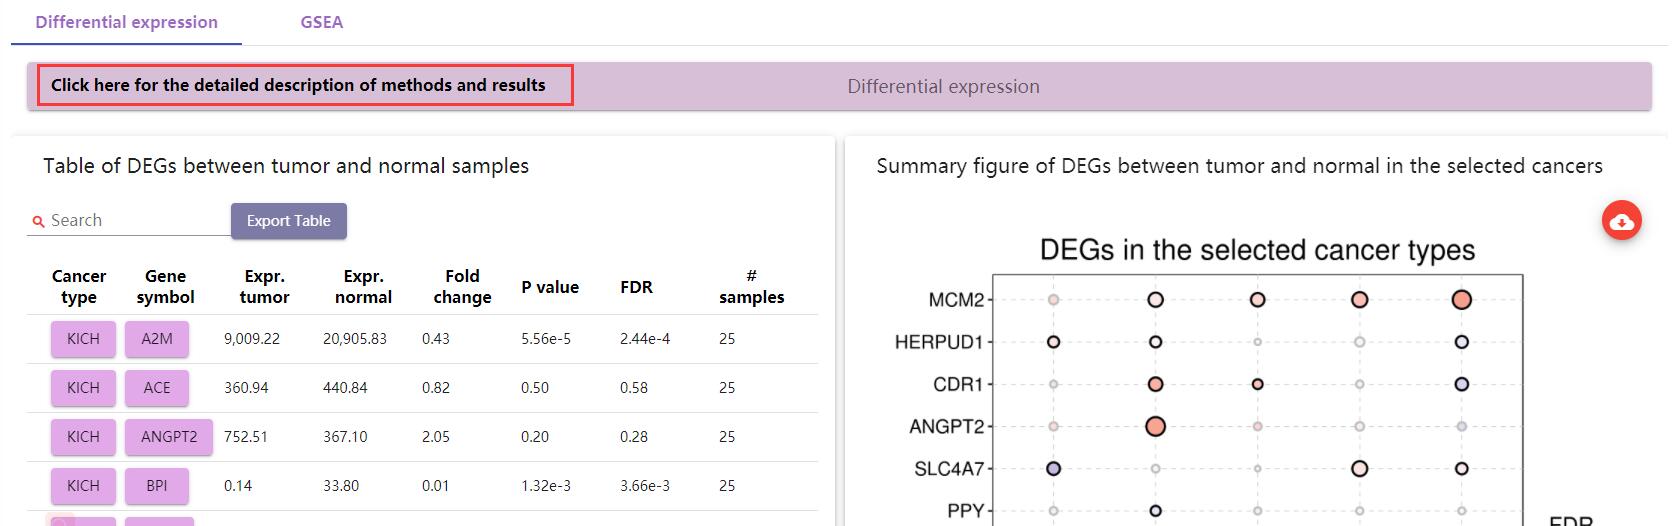 Differential expression GSEA
Click here for the detailed description of methods and results Differential expression
Table of DEGs between tumor and normal samples
Search Export Table
Cancer type Gene symbol Expr. tumor Expr. normal Fold change P value FDR # samples
KICH A2M 9,009.22 20,905.83 0.43 5.56e-5 2.44e-4 25
KICH ACE 360.94 440.84 0.82 0.50 0.58 25
KICH ANGPT2 752.51 367.10 2.05 0.20 0.28 25
KICH BPI 0.14 33.80 0.01 1.32e-3 3.66e-3 25
Summary figure of DEGs between tumor and normal in the selected cancers
DEGs in the selected cancer types
MCM2
HERPUD1
CDR1
ANGPT2
SLC4A7
PPY
FDR